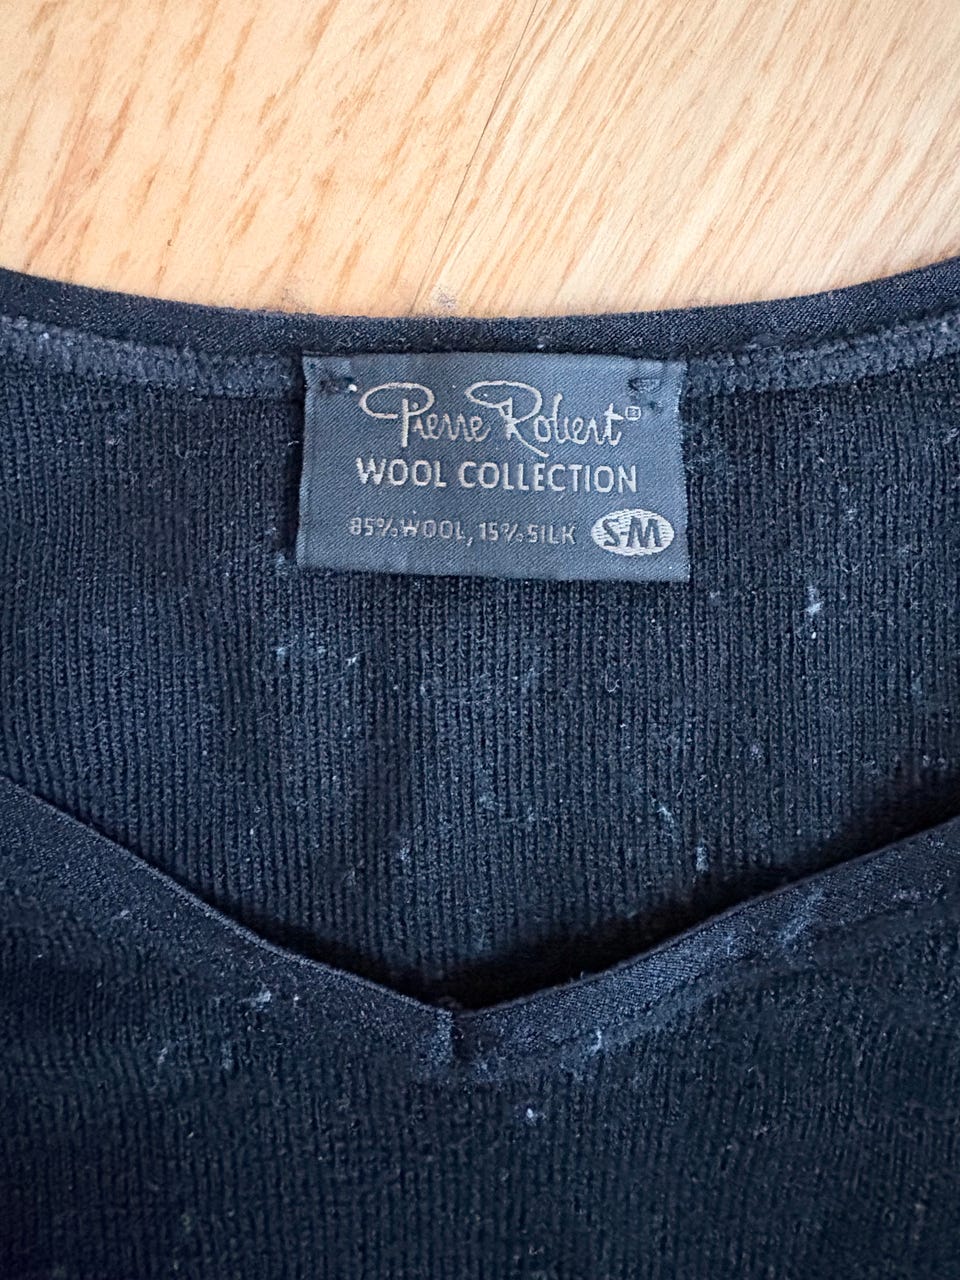 Pierre Robert®
WOOL COLLECTION
85% WOOL, 15% SILK S-M